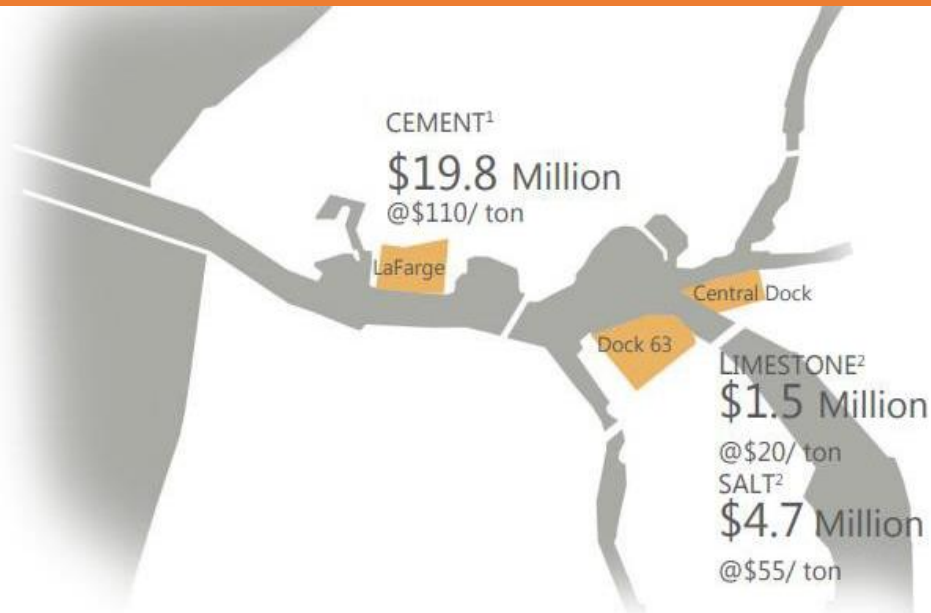 CEMENT¹
$19.8 Million
@$110/ ton
LaFarge
Central Dock
Dock 63
LIMESTONE²
$1.5 Million
@$20/ ton
SALT²
$4.7 Million
@$55/ ton